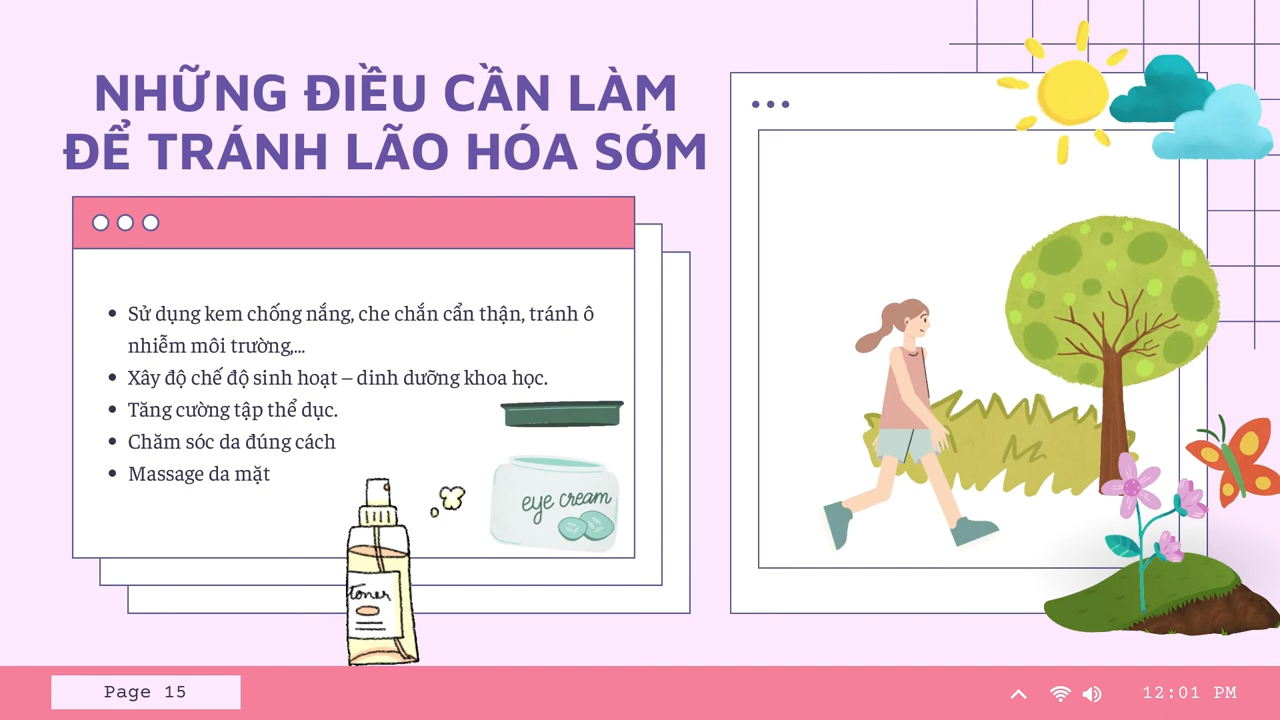 NHỮNG ĐIỀU CẦN LÀM
ĐỂ TRÁNH LÃO HÓA SỚM
• Sử dụng kem chống nắng, che chắn cẩn thận, tránh ô
nhiễm môi trường,...
• Xây độ chế độ sinh hoạt – dinh dưỡng khoa học.
• Tăng cường tập thể dục.
• Chăm sóc da đúng cách
• Massage da mặt
eye cream
toner
Page 15
12:01 PM